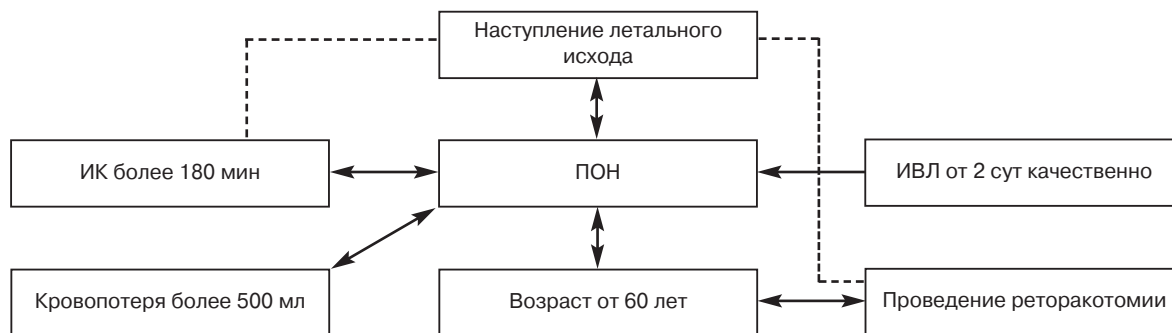 Наступление летального
исхода
ИК более 180 мин
ПОН
ИВЛ от 2 сут качественно
Кровопотеря более 500 мл
Возраст от 60 лет
Проведение реторакотомии